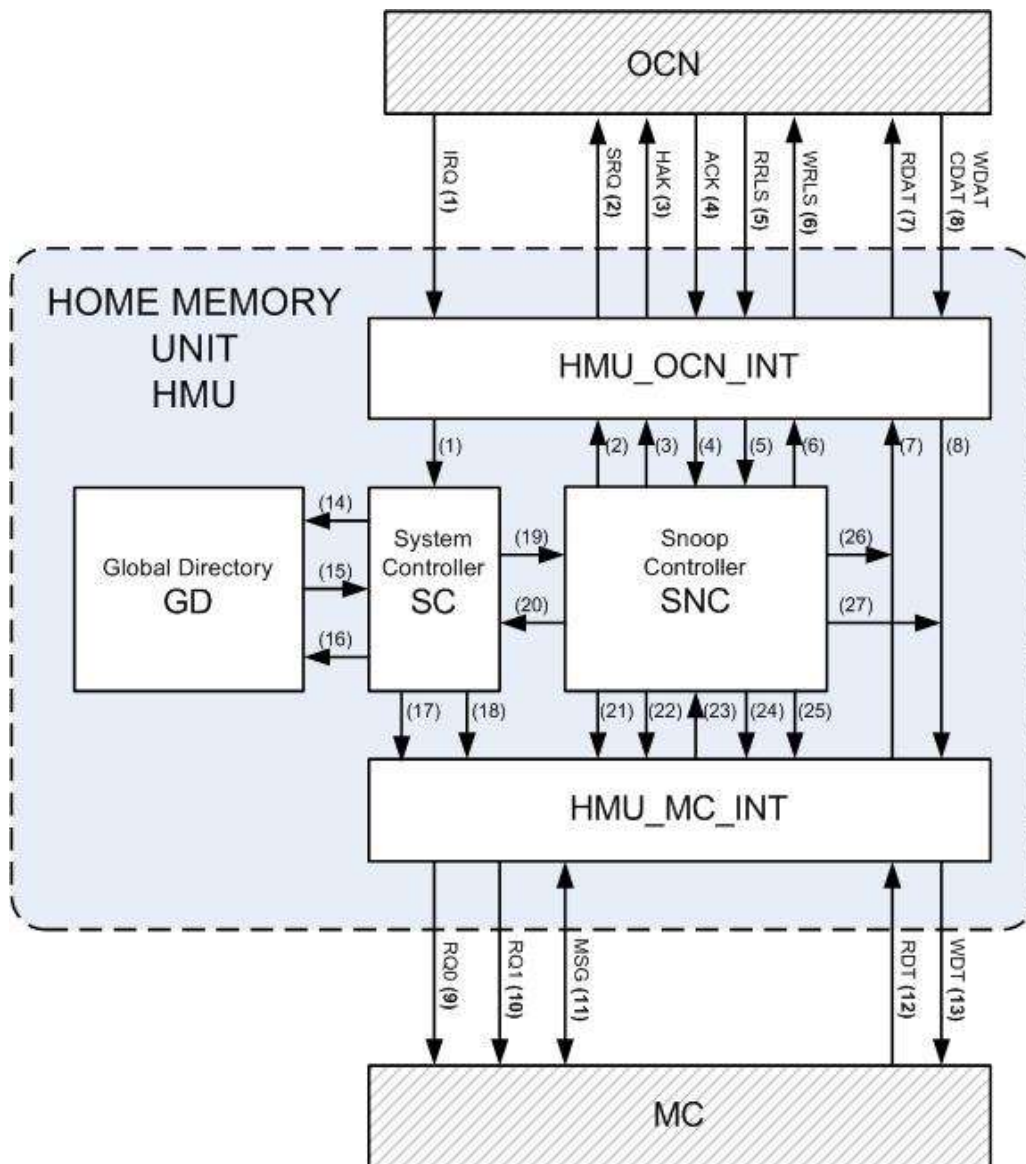 OCN
IRQ (1)
SRQ (2)
HAK (3)
ACK (4)
RRLS (5)
WRLS (6)
RDAT (7)
WDAT
CDAT (8)
HOME MEMORY
UNIT
HMU
HMU_OCN_INT
(1)
(2)
(3)
(4)
(5)
(6)
(7)
(8)
Global Directory
GD
(14)
(15)
(16)
System
Controller
SC
(19)
(20)
Snoop
Controller
SNC
(26)
(27)
(17)
(18)
(21)
(22)
(23)
(24)
(25)
HMU_MC_INT
RQ0 (9)
RQ1 (10)
MSG (11)
RDT (12)
WDT (13)
MC